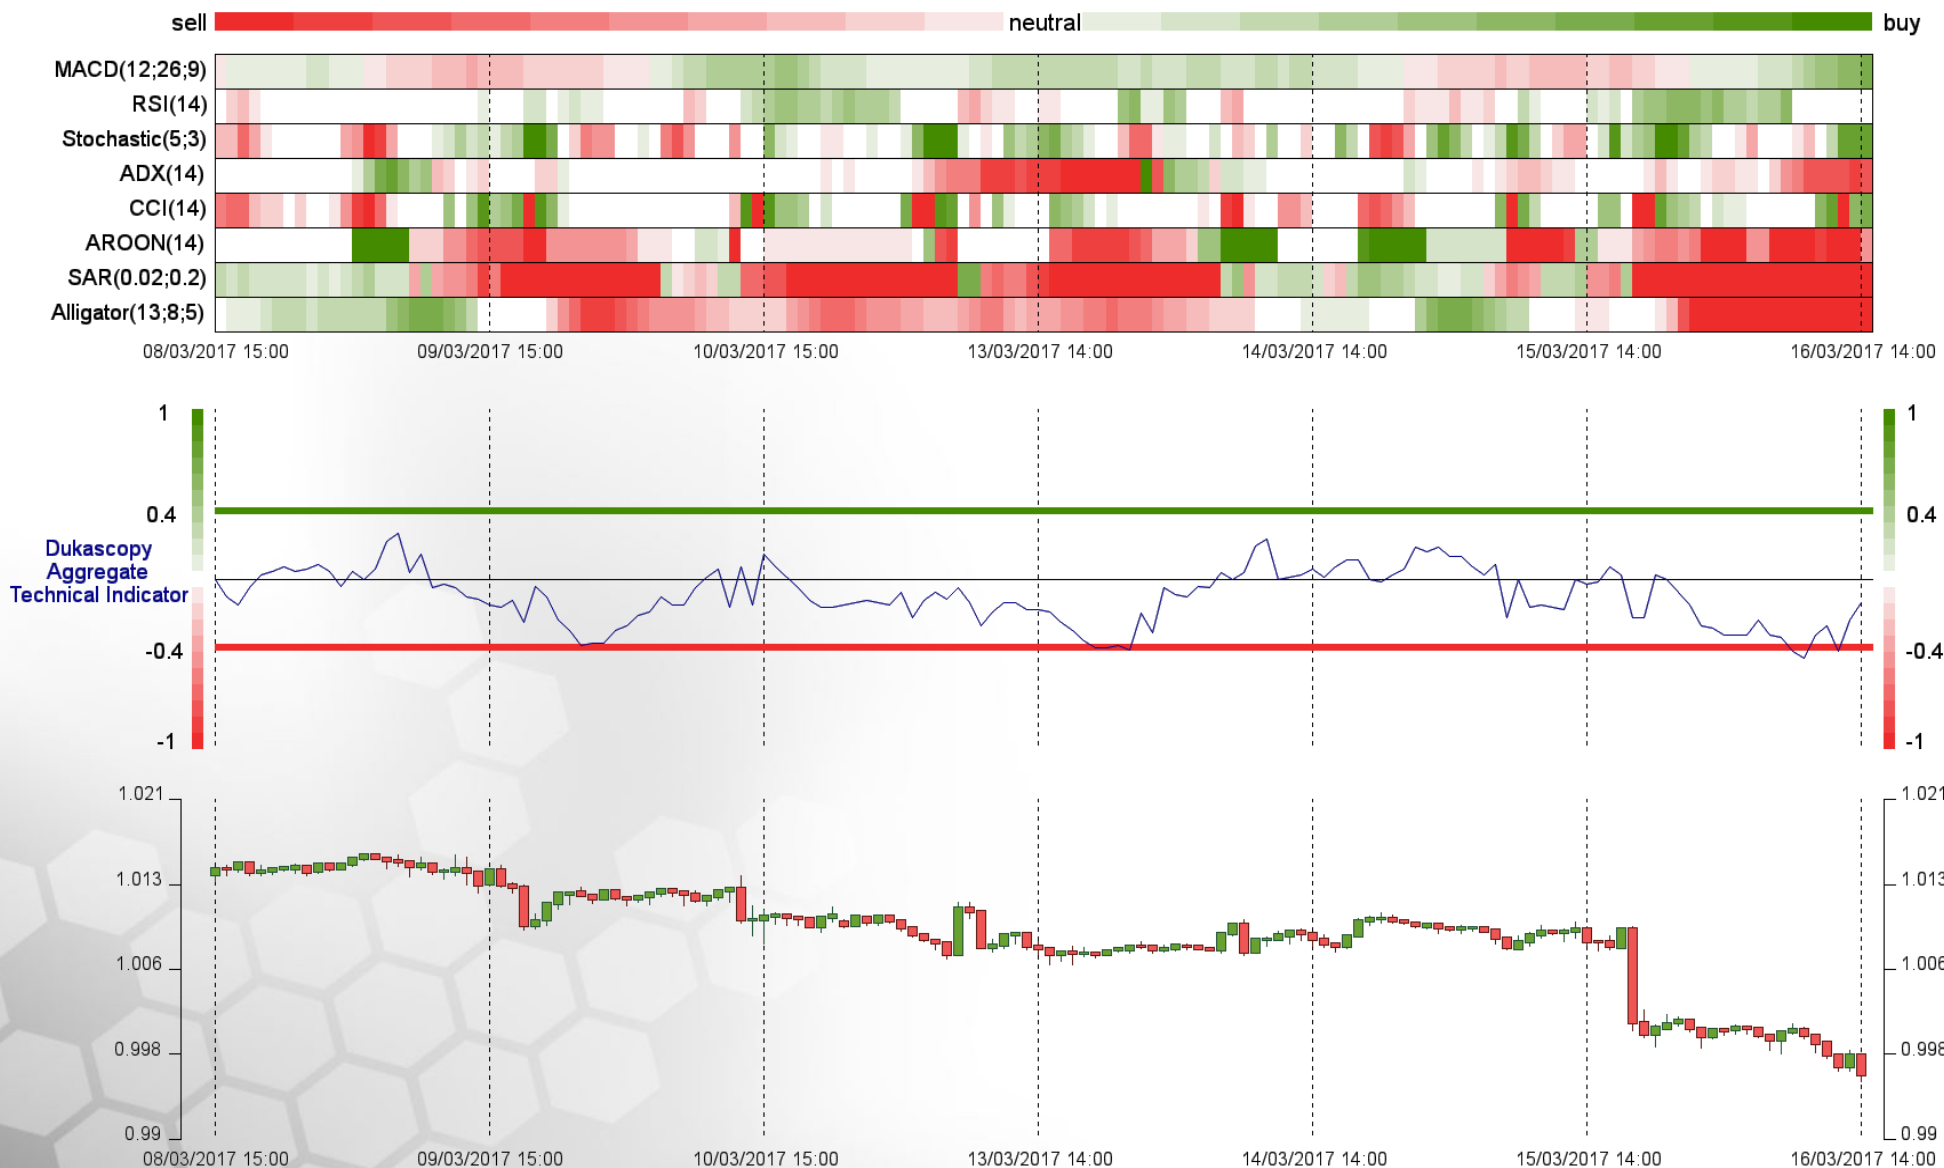 sell neutral buy
MACD(12;26;9)
RSI(14)
Stochastic(5;3)
ADX(14)
CCI(14)
AROON(14)
SAR(0.02;0.2)
Alligator(13;8;5)
08/03/2017 15:00 09/03/2017 15:00 10/03/2017 15:00 13/03/2017 14:00 14/03/2017 14:00 15/03/2017 14:00 16/03/2017 14:00
1 1
0.4 0.4
Dukascopy
Aggregate
Technical Indicator
-0.4 -0.4
-1 -1
1.021 1.021
1.013 1.013
1.006 1.006
0.998 0.998
0.99 0.99
08/03/2017 15:00 09/03/2017 15:00 10/03/2017 15:00 13/03/2017 14:00 14/03/2017 14:00 15/03/2017 14:00 16/03/2017 14:00